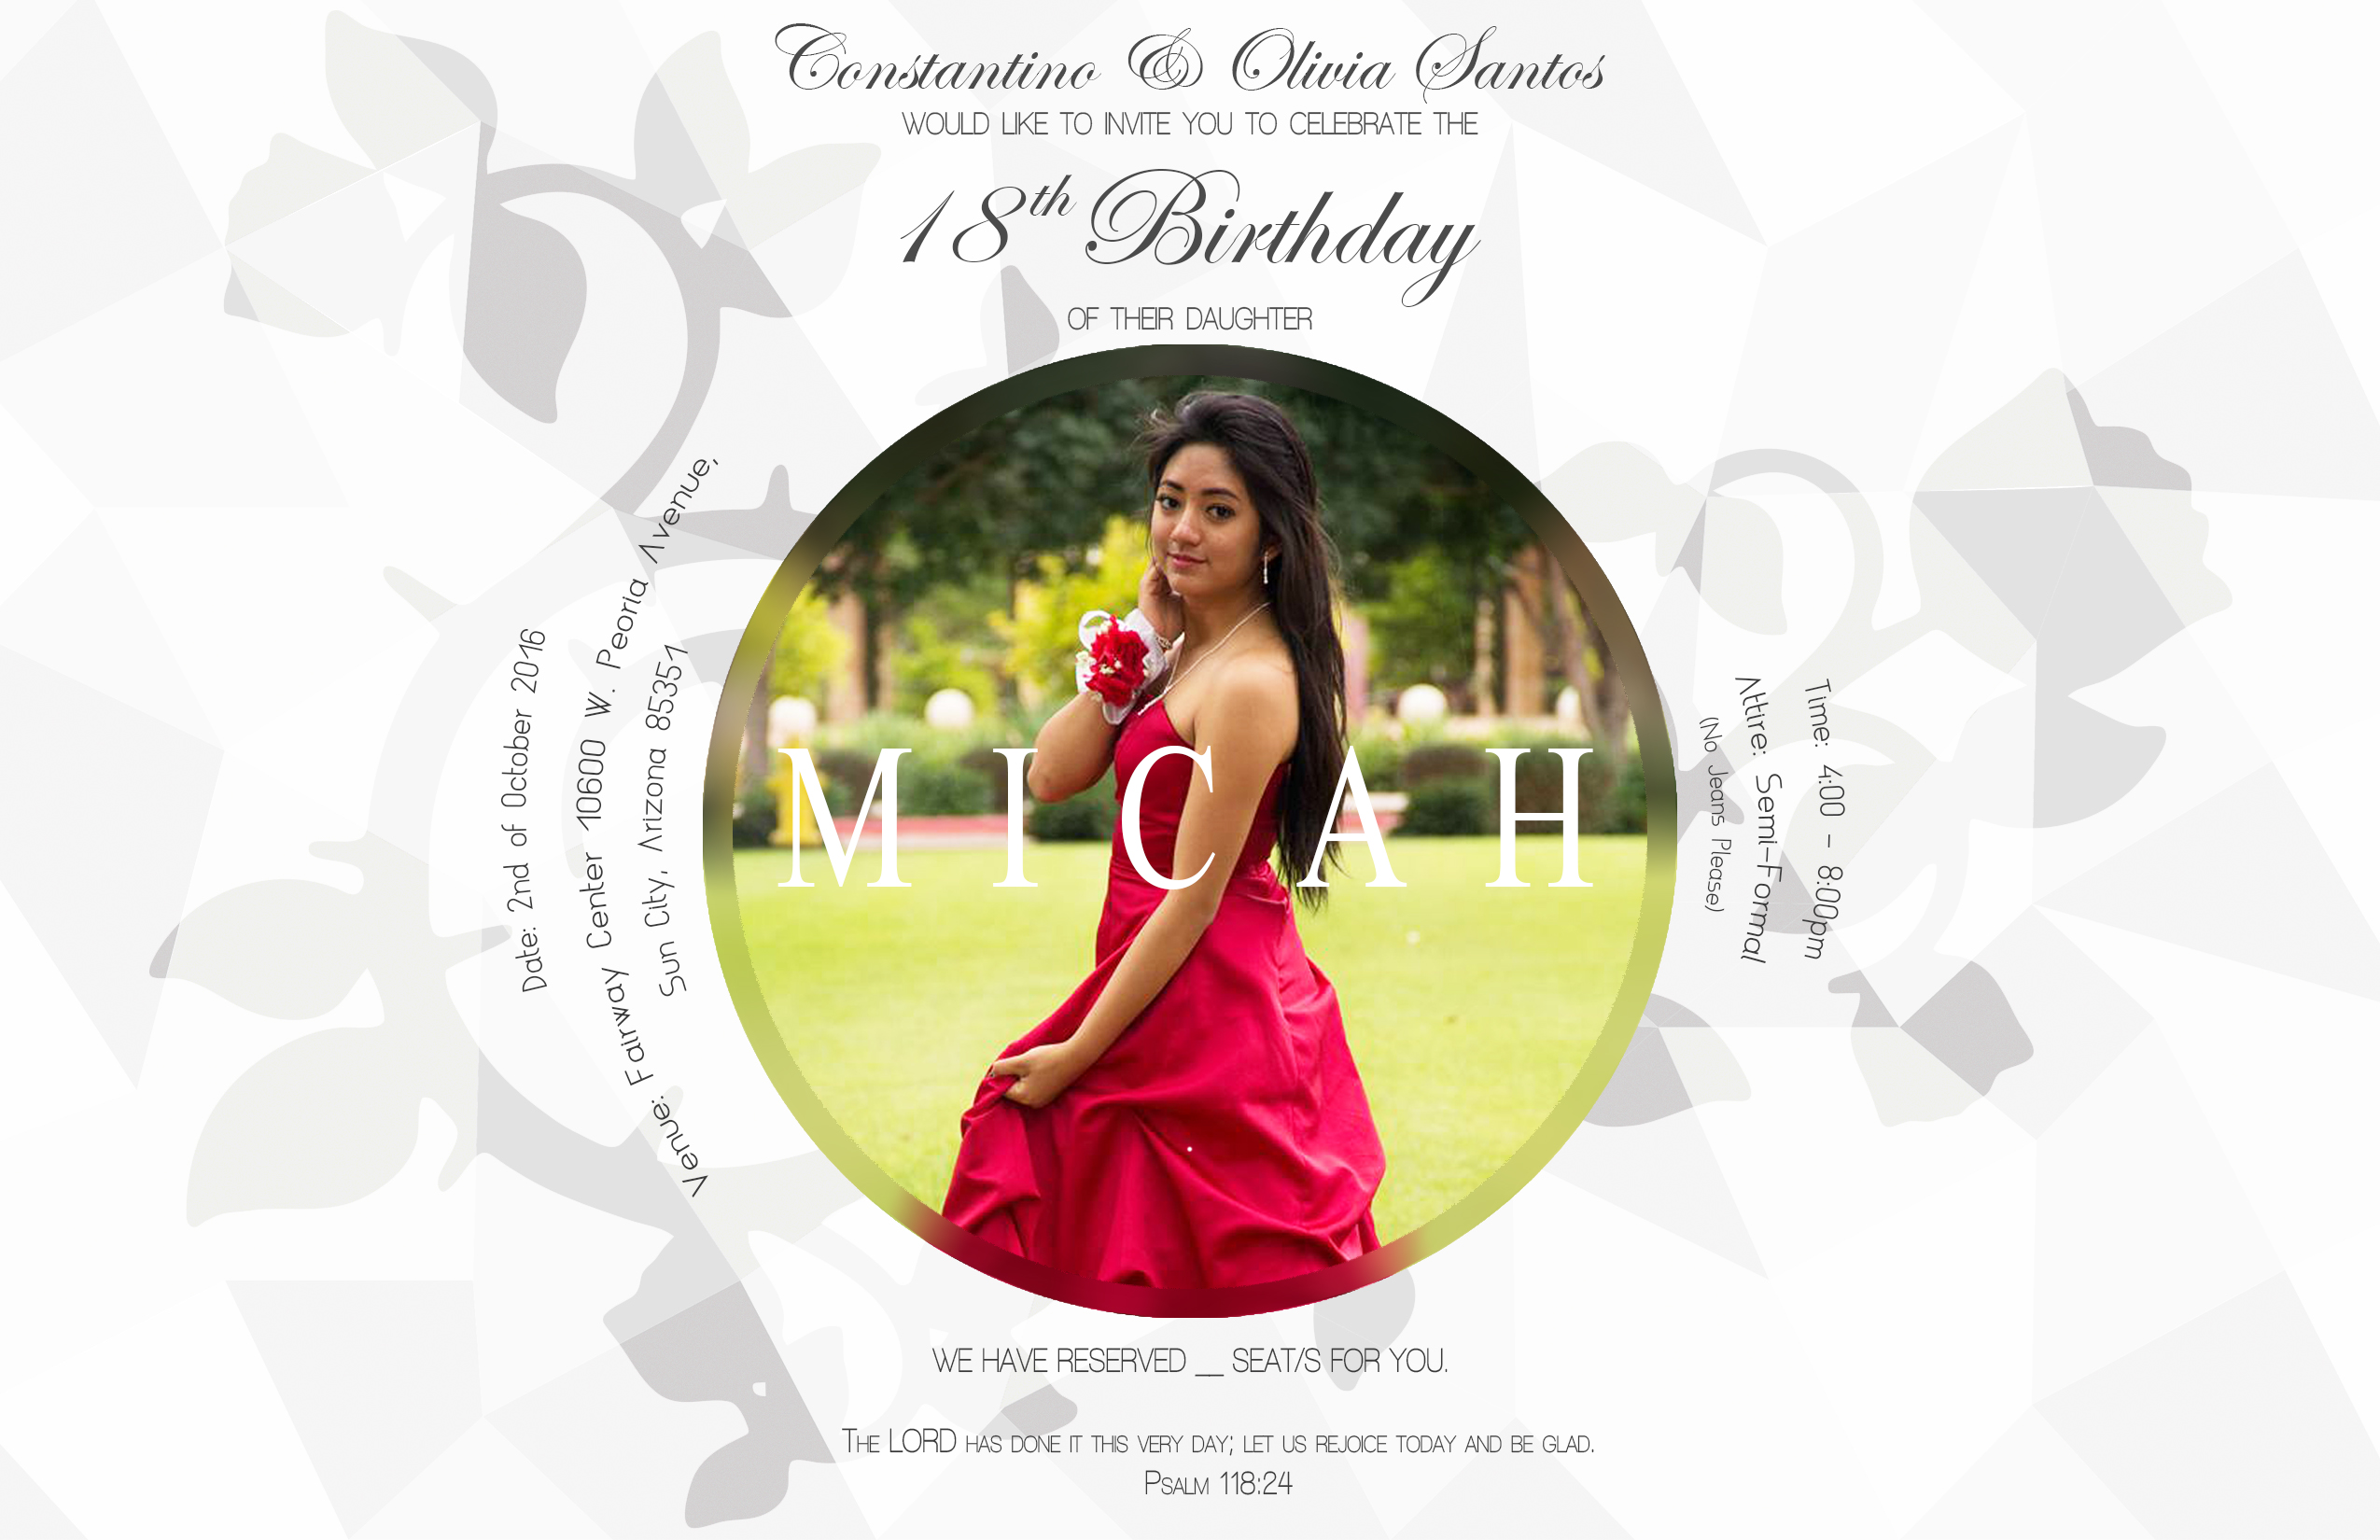 Constantino & Olivia Santos
WOULD LIKE TO INVITE YOU TO CELEBRATE THE
18th Birthday
OF THEIR DAUGHTER
Date: 2nd of October 2016
Venue: Fairway Center 10600 W. Peoria Avenue,
Sun City, Arizona 85351
MICAH
Time: 4:00 - 8:00pm
Attire: Semi-Formal
(No Jeans Please)
WE HAVE RESERVED __ SEAT/S FOR YOU.
THE LORD HAS DONE IT THIS VERY DAY; LET US REJOICE TODAY AND BE GLAD.
PSALM 118:24